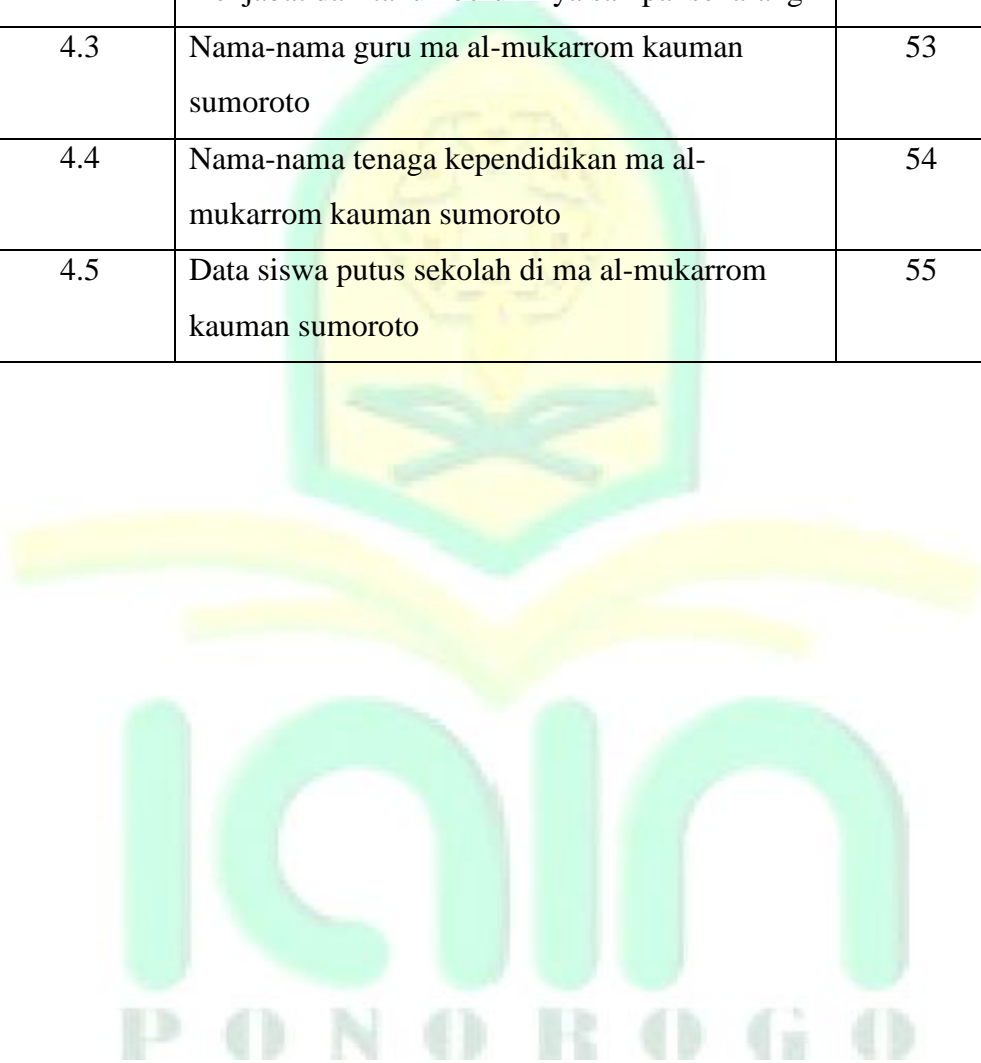 4.3 Nama-nama guru ma al-mukarrom kauman 53
sumoroto
4.4 Nama-nama tenaga kependidikan ma al- 54
mukarrom kauman sumoroto
4.5 Data siswa putus sekolah di ma al-mukarrom 55
kauman sumoroto
iain
PONOROGO